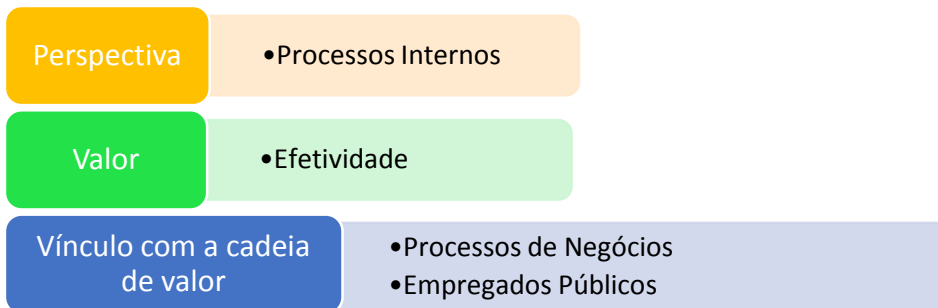 Perspectiva
•Processos Internos
Valor
•Efetividade
Vínculo com a cadeia
de valor
•Processos de Negócios
•Empregados Públicos